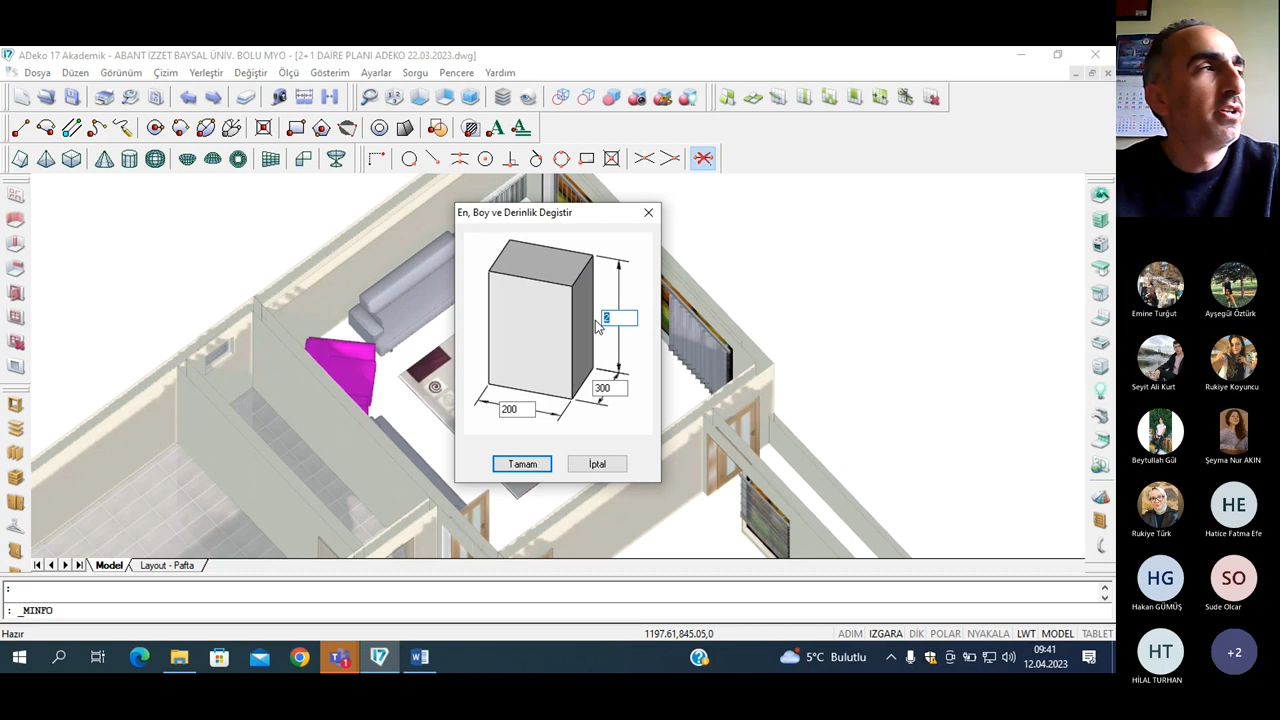 ADeko 17 Akademik - ABANT İZZET BAYSAL ÜNİV. BOLU MYO - [2+1 DAİRE PLANI ADEKO 22.03.2023.dwg]
Dosya Düzen Görünüm Çizim Yerleştir Değiştir Ölçü Gösterim Ayarlar Sorgu Pencere Yardım
En, Boy ve Derinlik Degistir
2
300
200
Tamam İptal
Model Layout - Pafta
:
: _MINFO
Hazır 1197.61,845.05,0 ADIM IZGARA DİK POLAR NYAKALA LWT MODEL TABLET
5°C Bulutlu
09:41
12.04.2023
Emine Turğut Ayşegül Öztürk
Seyit Ali Kurt Rukiye Koyuncu
Beytullah Gül Şeyma Nur AKIN
HE
Rukiye Türk Hatice Fatma Efe
HG SO
Hakan GÜMÜŞ Sude Olcar
HT +2
HİLAL TURHAN